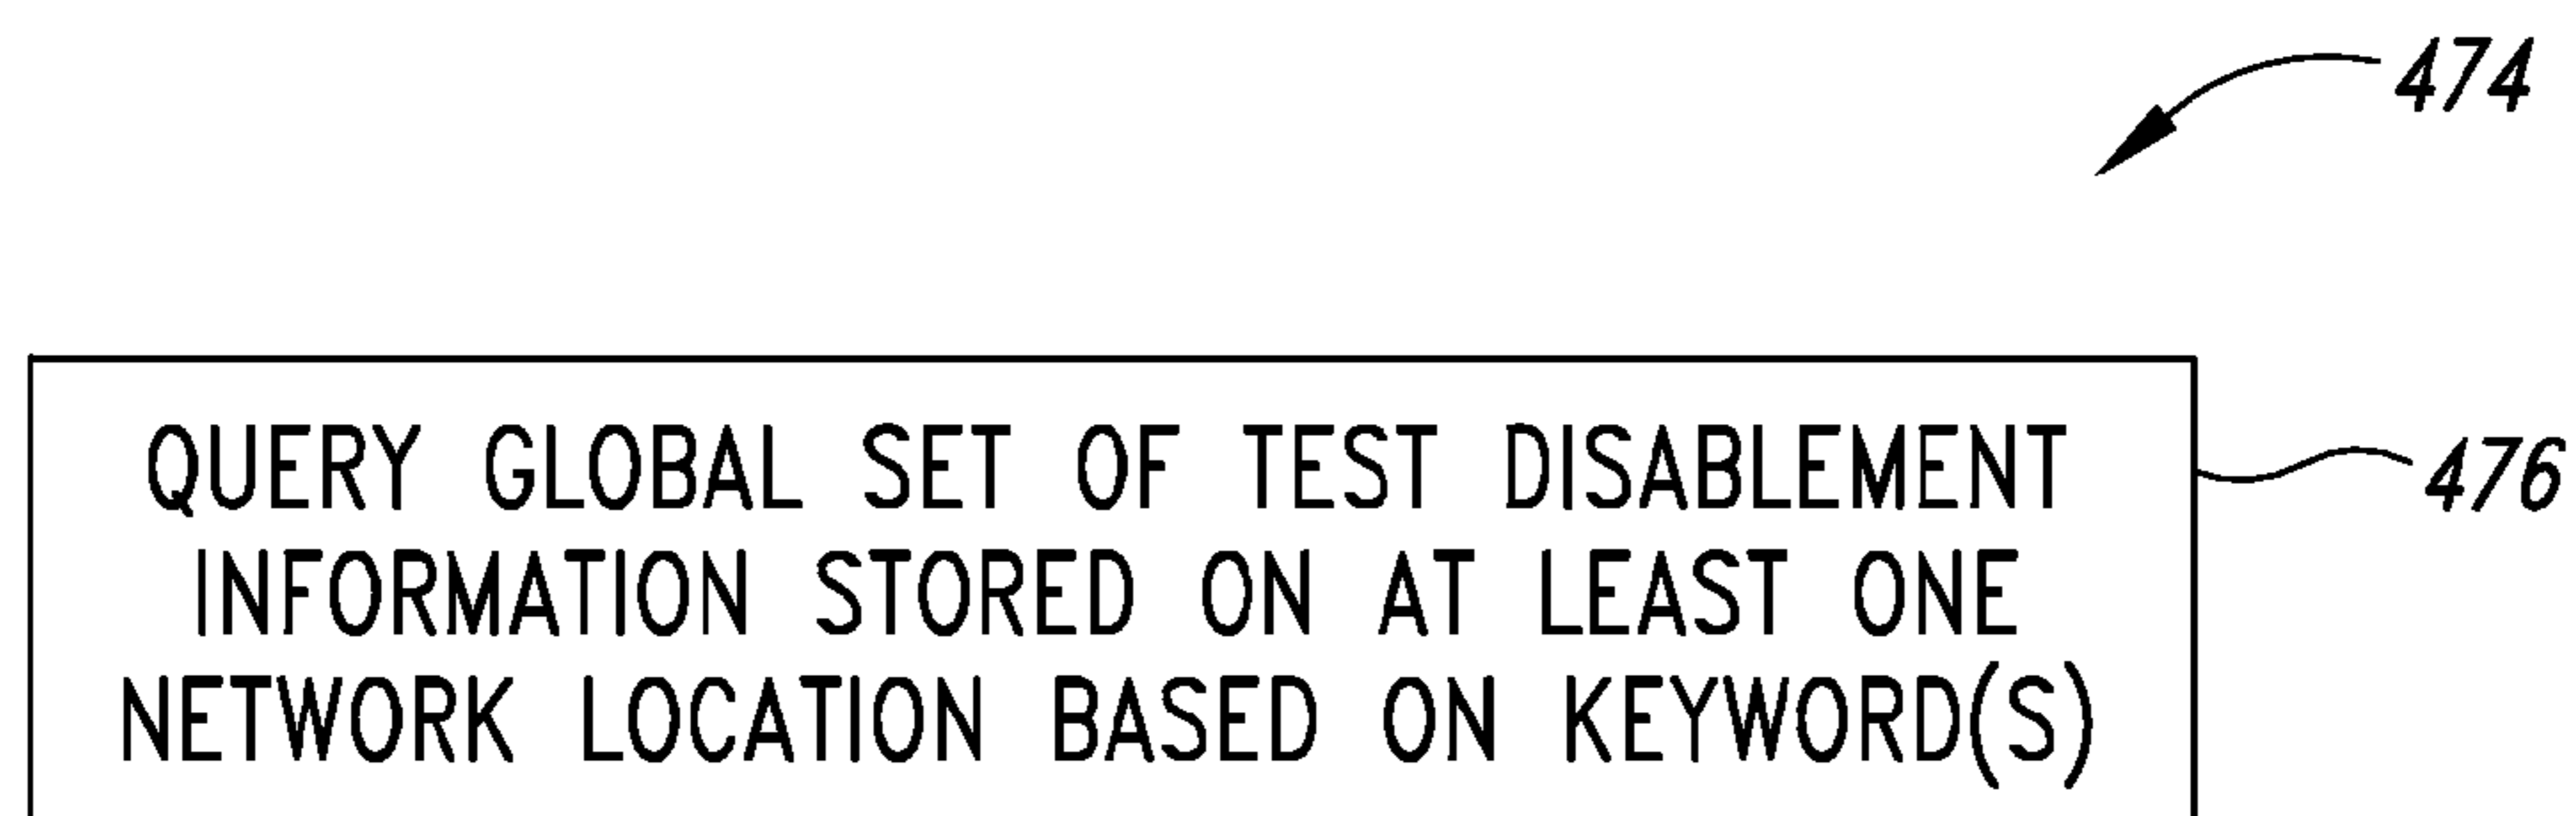 474
QUERY GLOBAL SET OF TEST DISABLEMENT
476
INFORMATION STORED ON AT LEAST ONE
NETWORK LOCATION BASED ON KEYWORD(S)